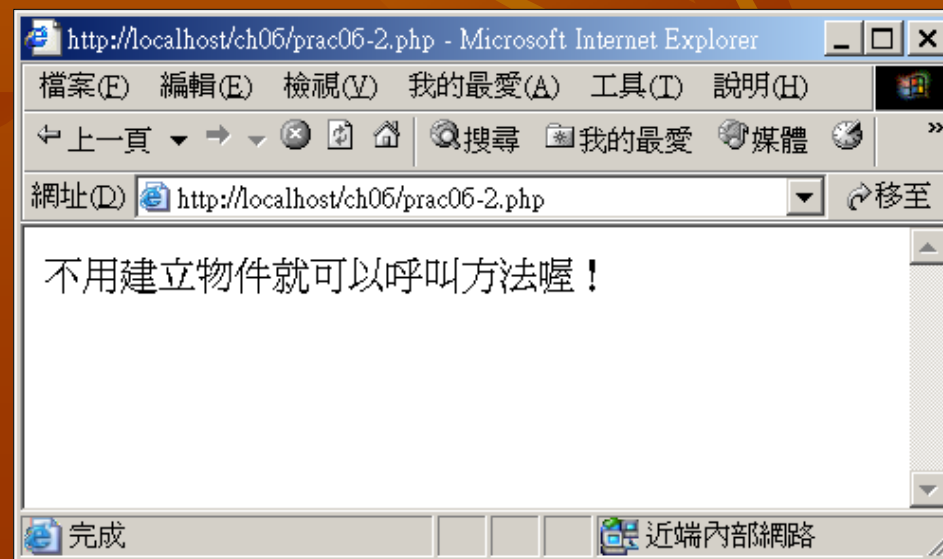 http://localhost/ch06/prac06-2.php - Microsoft Internet Explorer
檔案(F) 編輯(E) 檢視(V) 我的最愛(A) 工具(T) 說明(H)
上一頁 搜尋 我的最愛 媒體 »
網址(D) http://localhost/ch06/prac06-2.php 移至
不用建立物件就可以呼叫方法喔！
完成 近端內部網路